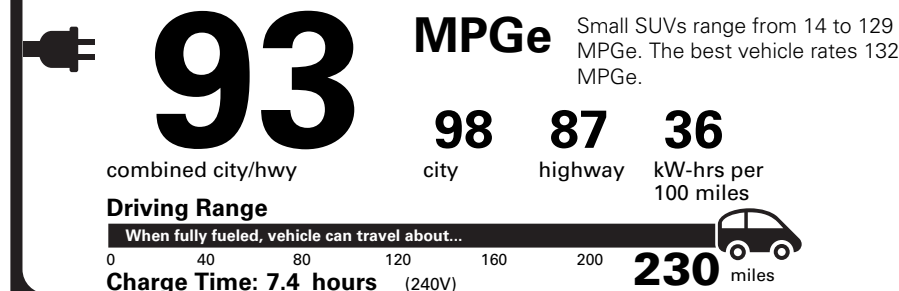 93
MPGe
Small SUVs range from 14 to 129
MPGe. The best vehicle rates 132
MPGe.
combined city/hwy
98
city
87
highway
36
kW-hrs per
100 miles
Driving Range
When fully fueled, vehicle can travel about...
0 40 80 120 160 200 230 miles
Charge Time: 7.4 hours (240V)